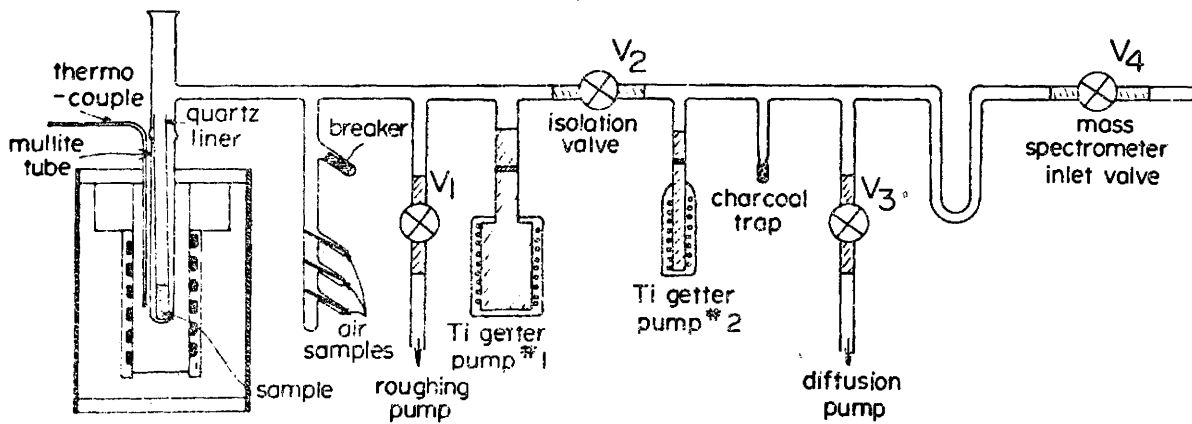 thermo
-couple
mullite
tube
quartz
liner
breaker
V1
V2
isolation
valve
V4
mass
spectrometer
inlet valve
charcoal
trap
V3
Ti getter
pump #2
air
samples
Ti getter
pump #1
sample
roughing
pump
diffusion
pump